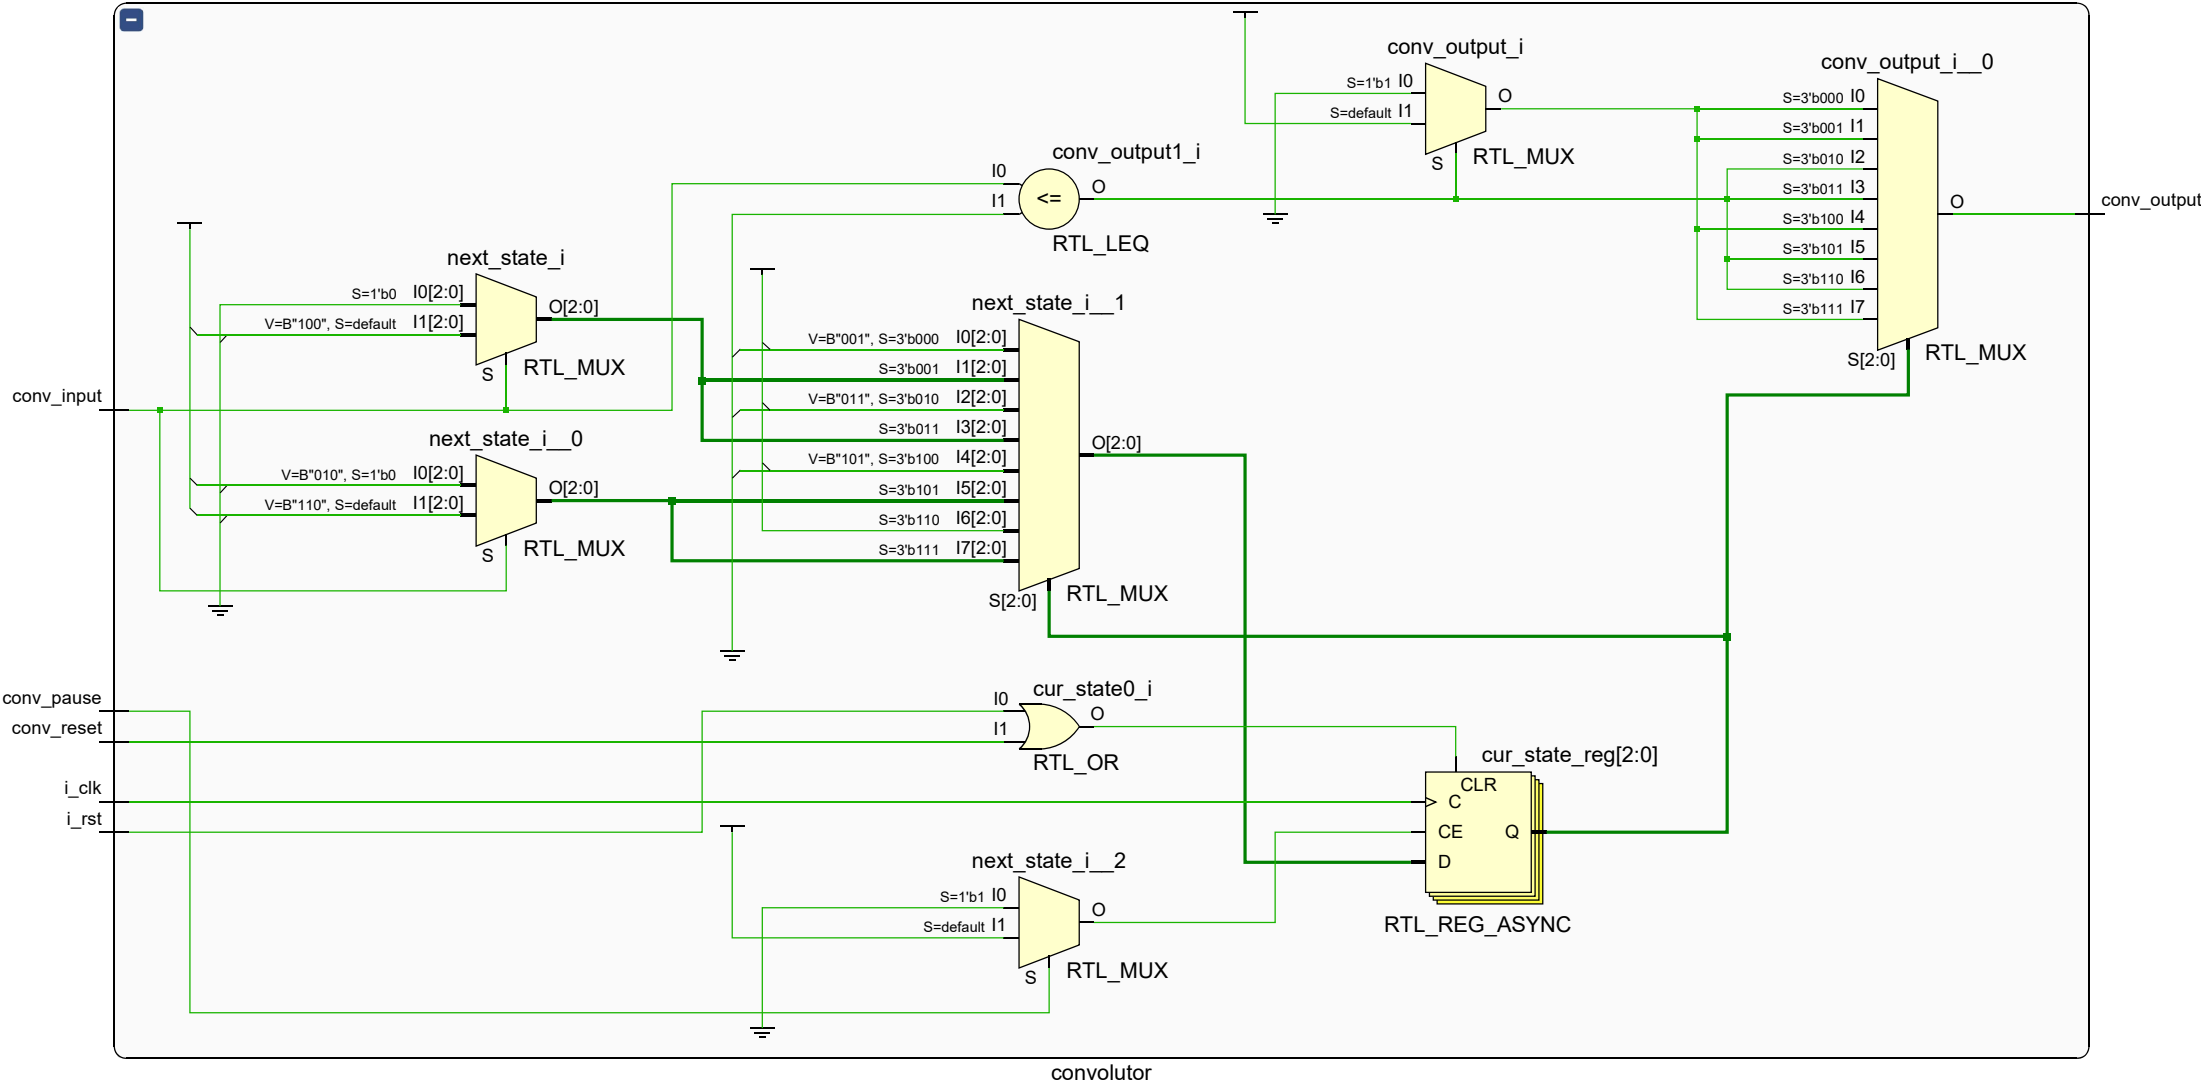 conv_output_i
S=1'b1 I0
S=default I1
O
S
RTL_MUX
conv_output_i__0
S=3'b000 I0
S=3'b001 I1
S=3'b010 I2
S=3'b011 I3
S=3'b100 I4
S=3'b101 I5
S=3'b110 I6
S=3'b111 I7
O
S[2:0]
RTL_MUX
conv_output
conv_output1_i
I0
I1
<=
O
RTL_LEQ
next_state_i
S=1'b0 I0[2:0]
V=B"100", S=default I1[2:0]
O[2:0]
S
RTL_MUX
next_state_i__1
V=B"001", S=3'b000 I0[2:0]
S=3'b001 I1[2:0]
V=B"011", S=3'b010 I2[2:0]
S=3'b011 I3[2:0]
V=B"101", S=3'b100 I4[2:0]
S=3'b101 I5[2:0]
S=3'b110 I6[2:0]
S=3'b111 I7[2:0]
O[2:0]
S[2:0]
RTL_MUX
conv_input
next_state_i__0
V=B"010", S=1'b0 I0[2:0]
V=B"110", S=default I1[2:0]
O[2:0]
S
RTL_MUX
conv_pause
conv_reset
i_clk
i_rst
cur_state0_i
I0
I1
O
RTL_OR
cur_state_reg[2:0]
CLR
C
CE
Q
D
RTL_REG_ASYNC
next_state_i__2
S=1'b1 I0
S=default I1
O
S
RTL_MUX
convolutor